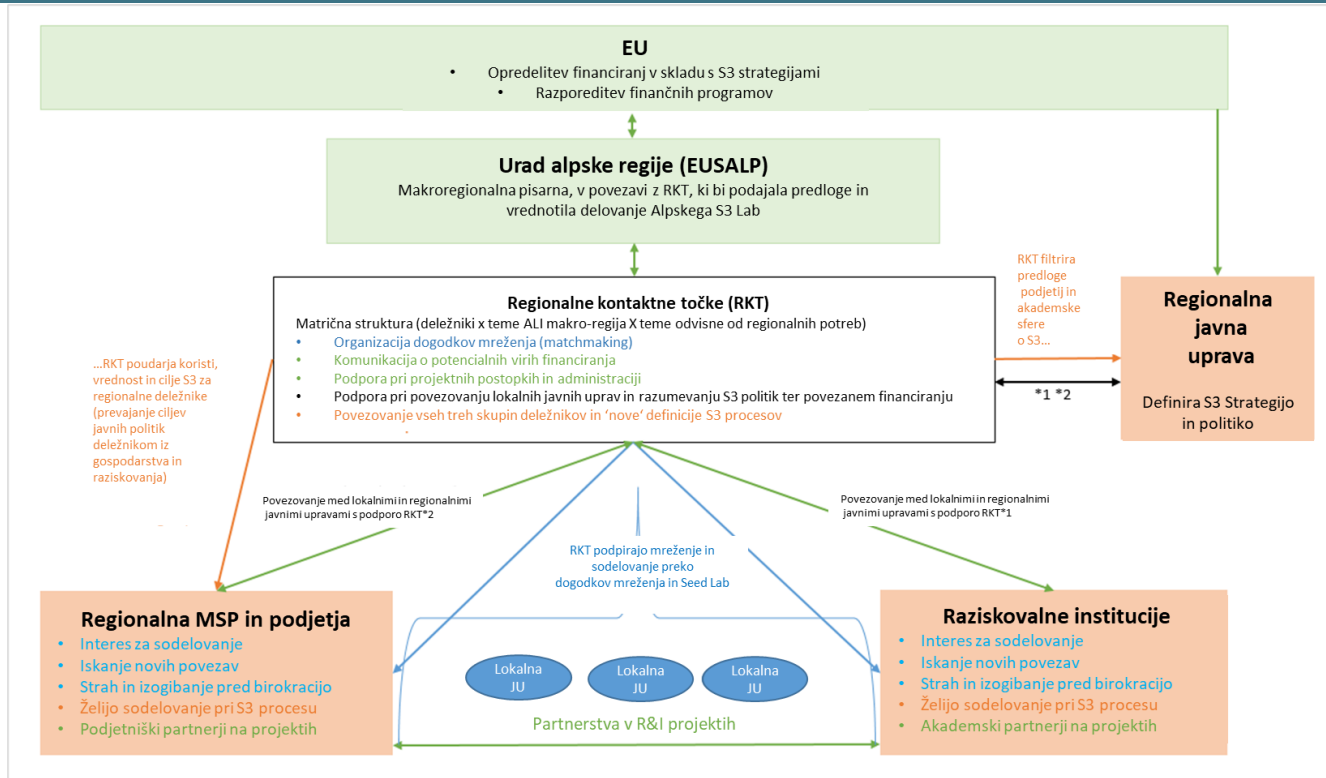 EU
• Opredelitev financiranj v skladu s S3 strategijami
• Razporeditev finančnih programov
Urad alpske regije (EUSALP)
Makroregionalna pisarna, v povezavi z RKT, ki bi podajala predloge in
vrednotila delovanje Alpskega S3 Lab
Regionalne kontaktne točke (RKT)
Matrična struktura (deležniki x teme ALI makro-regija X teme odvisne od regionalnih potreb)
• Organizacija dogodkov mreženja (matchmaking)
• Komunikacija o potencialnih virih financiranja
• Podpora pri projektnih postopkih in administraciji
• Podpora pri povezovanju lokalnih javnih uprav in razumevanju S3 politik ter povezanem financiranju
• Povezovanje vseh treh skupin deležnikov in ‘nove‘ definicije S3 procesov
RKT filtrira
predloge
podjetij in
akademske
sfere
o S3...
*1 *2
Regionalna
javna
uprava
Definira S3 Strategijo
in politiko
...RKT poudarja koristi,
vrednost in cilje S3 za
regionalne deležnike
(prevajanje ciljev
javnih politik
deležnikom iz
gospodarstva in
raziskovanja)
Povezovanje med lokalnimi in regionalnimi
javnimi upravami s podporo RKT*2
Povezovanje med lokalnimi in regionalnimi
javnimi upravami s podporo RKT*1
RKT podpirajo mreženje in
sodelovanje preko
dogodkov mreženja in Seed Lab
Regionalna MSP in podjetja
• Interes za sodelovanje
• Iskanje novih povezav
• Strah in izogibanje pred birokracijo
• Želijo sodelovanje pri S3 procesu
• Podjetniški partnerji na projektih
Lokalna
JU
Lokalna
JU
Lokalna
JU
Partnerstva v R&I projektih
Raziskovalne institucije
• Interes za sodelovanje
• Iskanje novih povezav
• Strah in izogibanje pred birokracijo
• Želijo sodelovanje pri S3 procesu
• Akademski partnerji na projektih